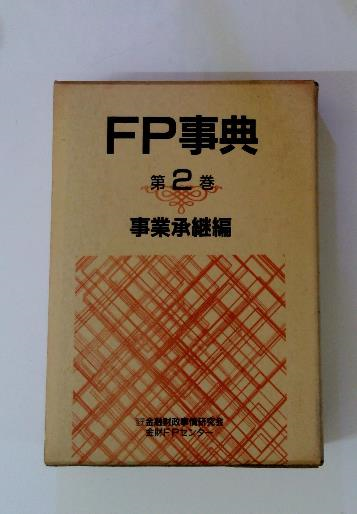 FP事典
第2巻
事業承継編
金融財政事情研究会
金財FPセンター